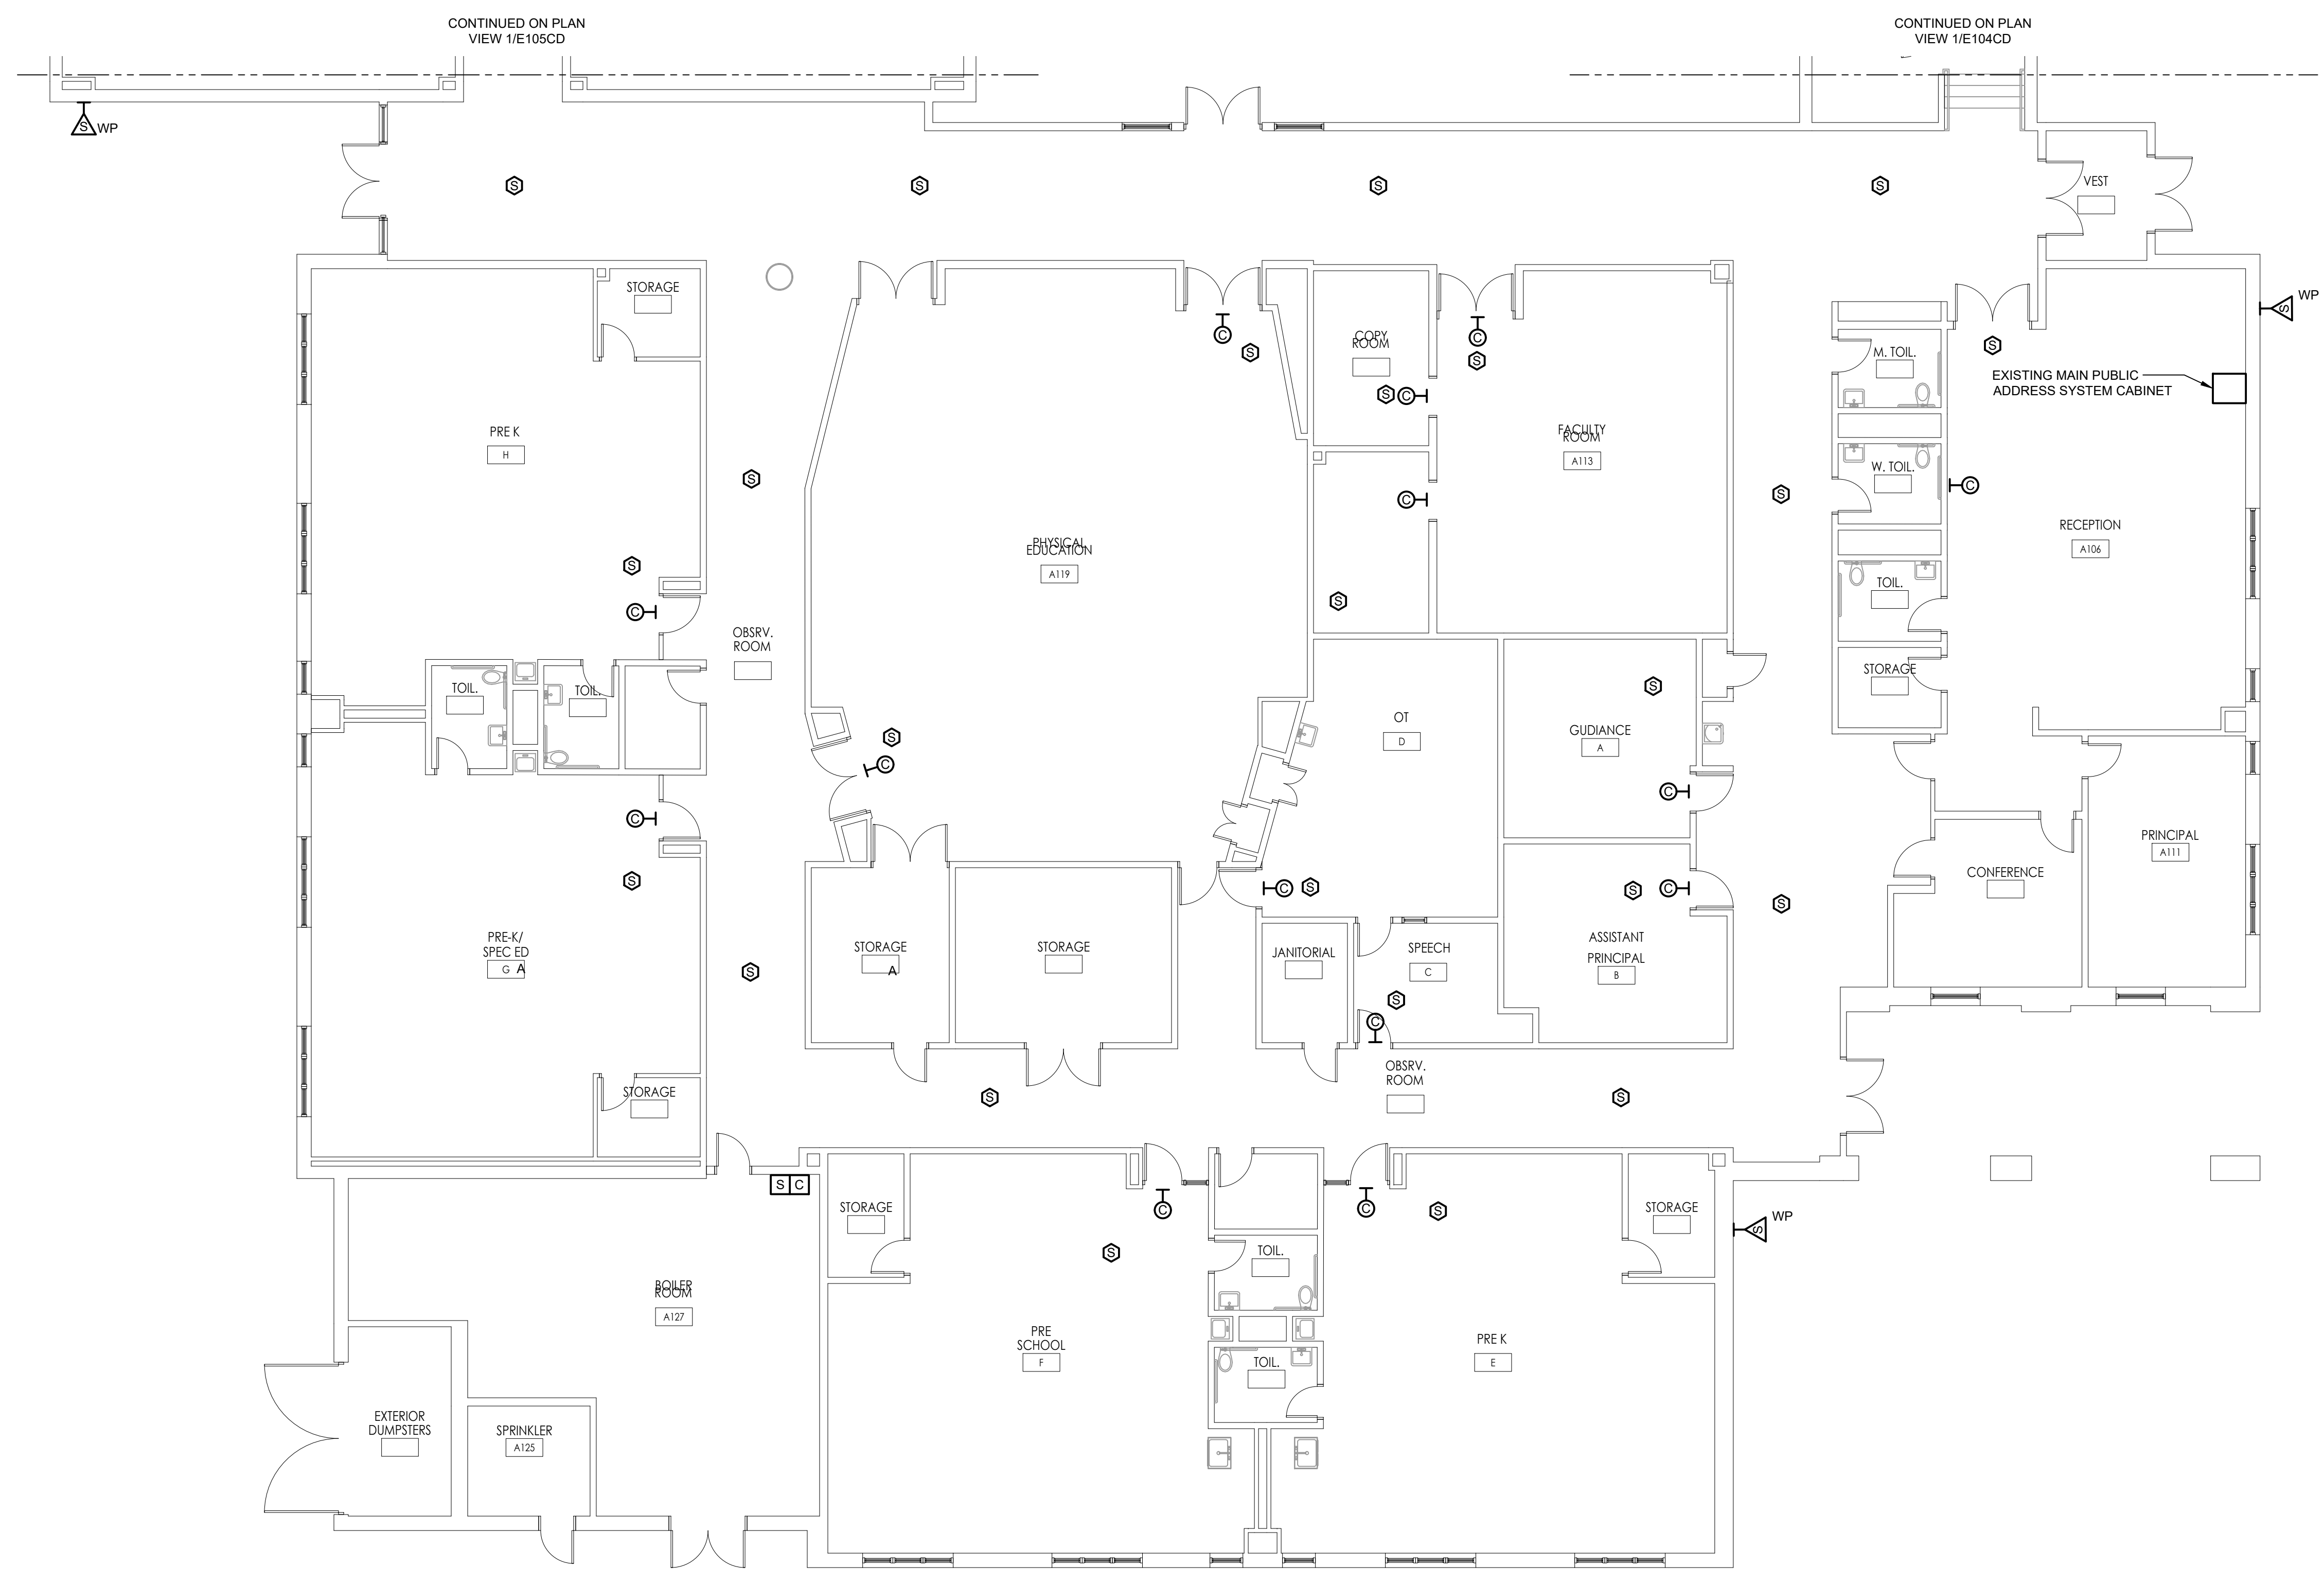 CONTINUED ON PLAN
VIEW 1/E105CD
CONTINUED ON PLAN
VIEW 1/E104CD
S
WP
S
S
S
S
VEST
STORAGE
C
S
COPY
ROOM
C
S
S
C
M. TOIL.
S
S
WP
EXISTING MAIN PUBLIC
ADDRESS SYSTEM CABINET
PRE K
H
FACULTY
ROOM
A113
W. TOIL.
C
S
C
S
RECEPTION
A106
PHYSICAL
EDUCATION
A119
S
C
S
TOIL.
OBSRV.
ROOM
TOIL.
TOIL.
STORAGE
S
OT
D
GUDIANCE
A
S
C
C
C
S
C
S
S
C
S
CONFERENCE
PRINCIPAL
A111
PRE-K/
SPEC ED
G
A
STORAGE
A
STORAGE
JANITORIAL
SPEECH
C
ASSISTANT
PRINCIPAL
B
S
S
C
STORAGE
OBSRV.
ROOM
S
S
S
C
STORAGE
C
C
S
STORAGE
S
WP
S
TOIL.
BOILER
ROOM
A127
PRE
SCHOOL
F
PRE K
E
TOIL.
EXTERIOR
DUMPSTERS
SPRINKLER
A125